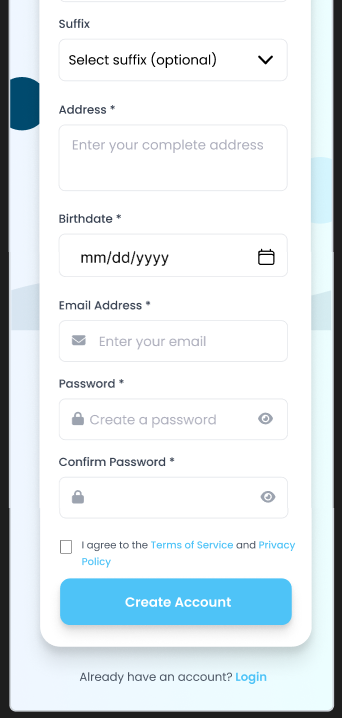 Suffix
Select suffix (optional)
Address *
Enter your complete address
Birthdate *
mm/dd/yyyy
Email Address *
Enter your email
Password *
Create a password
Confirm Password *
I agree to the Terms of Service and Privacy
Policy
Create Account
Already have an account? Login